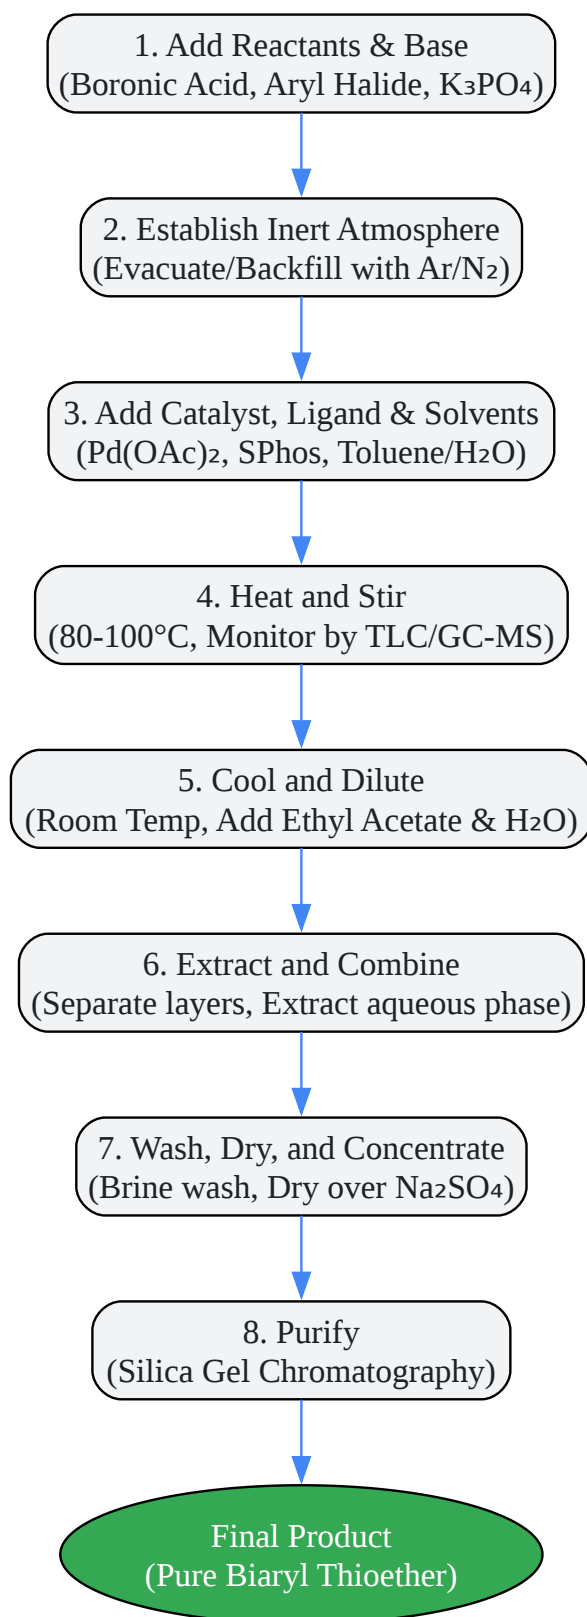 1. Add Reactants & Base
(Boronic Acid, Aryl Halide, K₃PO₄)
2. Establish Inert Atmosphere
(Evacuate/Backfill with Ar/N₂)
3. Add Catalyst, Ligand & Solvents
(Pd(OAc)₂, SPhos, Toluene/H₂O)
4. Heat and Stir
(80-100°C, Monitor by TLC/GC-MS)
5. Cool and Dilute
(Room Temp, Add Ethyl Acetate & H₂O)
6. Extract and Combine
(Separate layers, Extract aqueous phase)
7. Wash, Dry, and Concentrate
(Brine wash, Dry over Na₂SO₄)
8. Purify
(Silica Gel Chromatography)
Final Product
(Pure Biaryl Thioether)